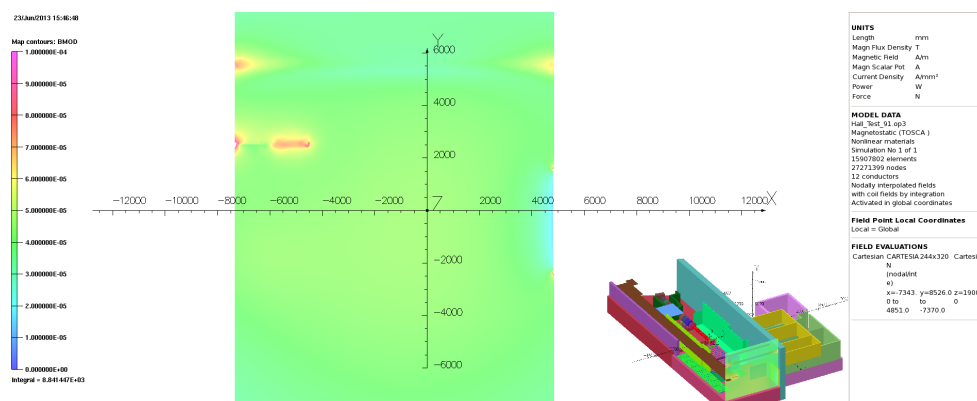 23/Jun/2013 15:46:48
Map contours: BMOD
1.000000E-04
9.000000E-05
8.000000E-05
7.000000E-05
6.000000E-05
5.000000E-05
4.000000E-05
3.000000E-05
2.000000E-05
1.000000E-05
0.000000E+00
Integral = 8.841447E+03
Y
6000
4000
2000
-12000 -10000 -8000 -6000 -4000 -2000 Z 2000 4000 6000 8000 10000 12000 X
-2000
-4000
-6000
UNITS
Length mm
Magn Flux Density T
Magnetic Field A/m
Magn Scalar Pot A
Current Density A/mm²
Power W
Force N
MODEL DATA
Hall_Test_91.op3
Magnetostatic (TOSCA )
Nonlinear materials
Simulation No 1 of 1
15907802 elements
27271399 nodes
12 conductors
Nodally interpolated fields
with coil fields by integration
Activated in global coordinates
Field Point Local Coordinates
Local = Global
FIELD EVALUATIONS
Cartesian CARTESIA 244x320 Cartesi
N
(nodal/int
e)
x=-7343. y=8526.0 z=190
0 to to 0
4851.0 -7370.0